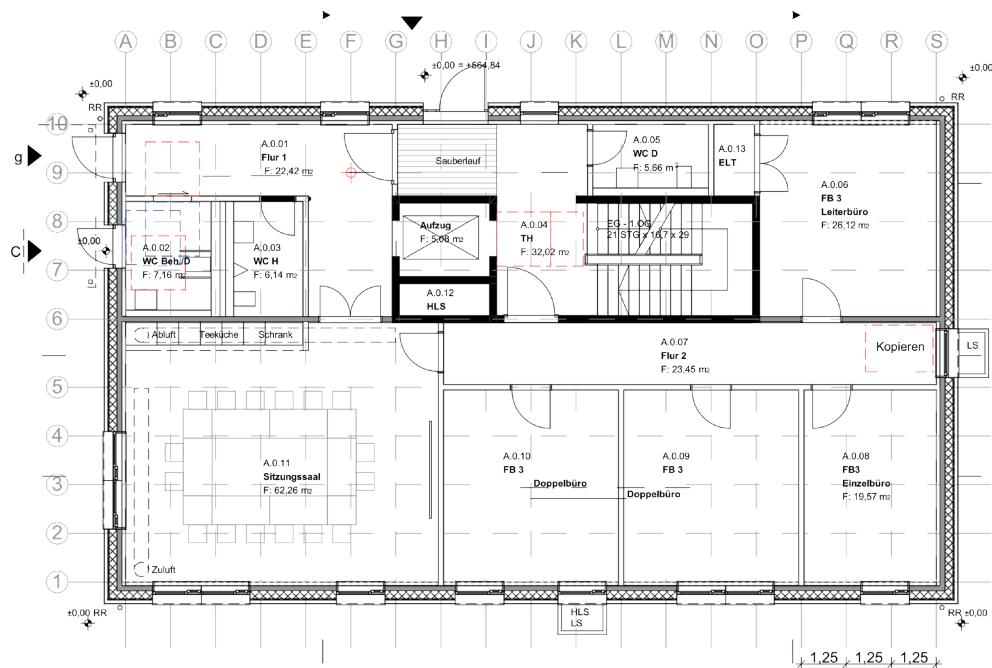 A B C D E F G H I J K L M N O P Q R S
±0,00 = +564,84
±0,00
±0,00
RR
RR
10
9
8
7
6
5
4
3
2
1
g
C
A.0.01
Flur 1
F: 22,42 m2
Sauberlauf
A.0.05
WC D
F: 5,66 m2
A.0.13
ELT
A.0.06
FB 3
Leiterbüro
F: 26,12 m2
±0,00
A.0.02
WC Beh./D
F: 7,16 m2
A.0.03
WC H
F: 6,14 m2
Aufzug
F: 5,08 m2
A.0.04
TH
F: 32,02 m2
EG - 1.OG
21 STG x 16,7 x 29
A.0.12
HLS
Abluft
Teeküche
Schrank
A.0.07
Flur 2
F: 23,45 m2
Kopieren
LS
A.0.11
Sitzungssaal
F: 62,26 m2
A.0.10
FB 3
Doppelbüro
A.0.09
FB 3
Doppelbüro
A.0.08
FB3
Einzelbüro
F: 19,57 m2
Zuluft
HLS
LS
±0,00 RR
RR ±0,00
1,25 1,25 1,25